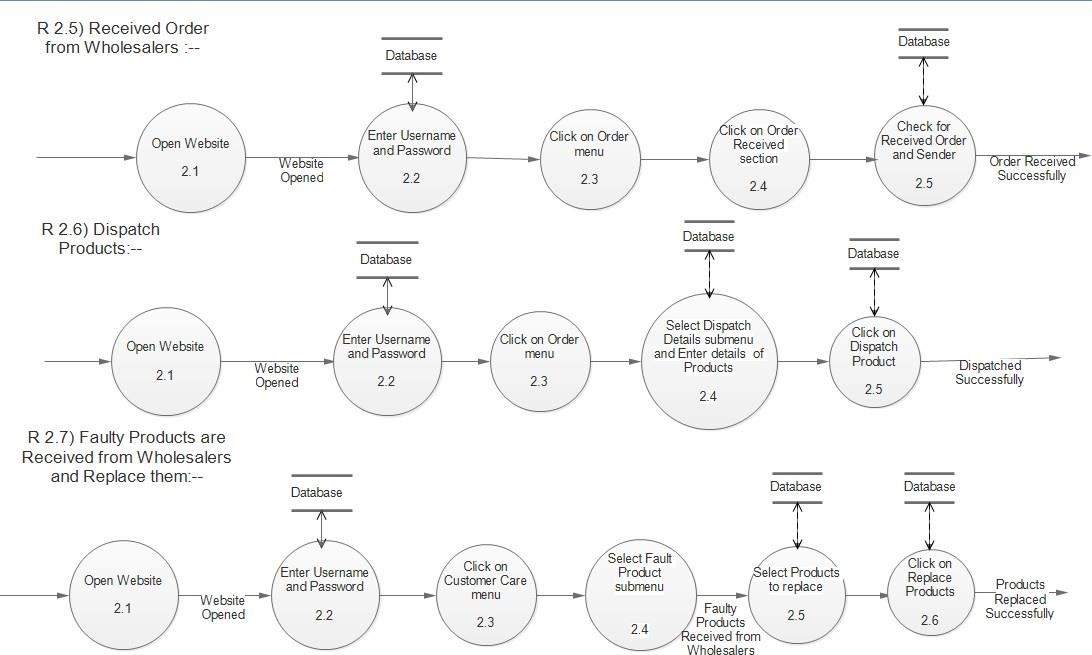 R 2.5) Received Order
from Wholesalers :--
Database
Database
Open Website
2.1
Website
Opened
Enter Username
and Password
2.2
Click on Order
menu
2.3
Click on Order
Received
section
2.4
Check for
Received Order
and Sender
2.5
Order Received
Successfully
R 2.6) Dispatch
Products:--
Database
Database
Database
Open Website
2.1
Website
Opened
Enter Username
and Password
2.2
Click on Order
menu
2.3
Select Dispatch
Details submenu
and Enter details of
Products
2.4
Click on
Dispatch
Product
2.5
Dispatched
Successfully
R 2.7) Faulty Products are
Received from Wholesalers
and Replace them:--
Database
Database
Database
Open Website
2.1
Website
Opened
Enter Username
and Password
2.2
Click on
Customer Care
menu
2.3
Select Fault
Product
submenu
2.4
Faulty
Products
Received from
Wholesalers
Select Products
to replace
2.5
Click on
Replace
Products
2.6
Products
Replaced
Successfully